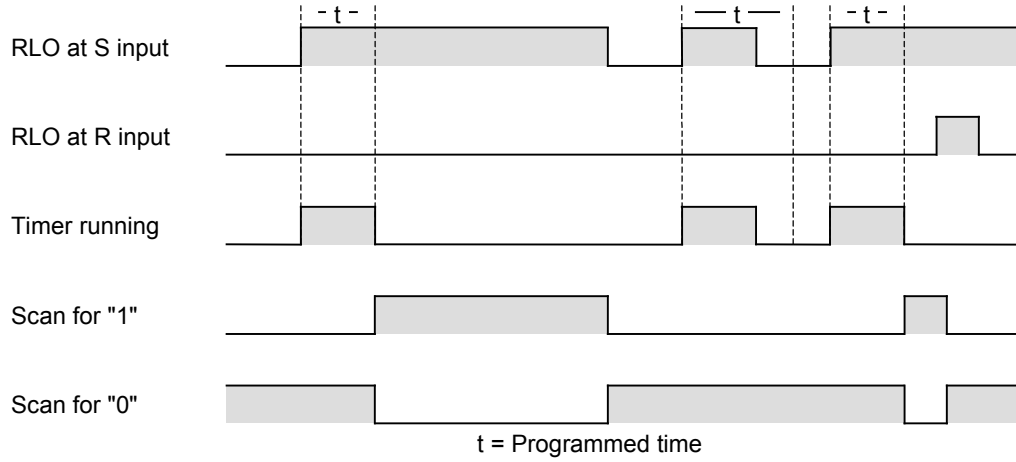 t t t
RLO at S input
RLO at R input
Timer running
Scan for "1"
Scan for "0"
t = Programmed time